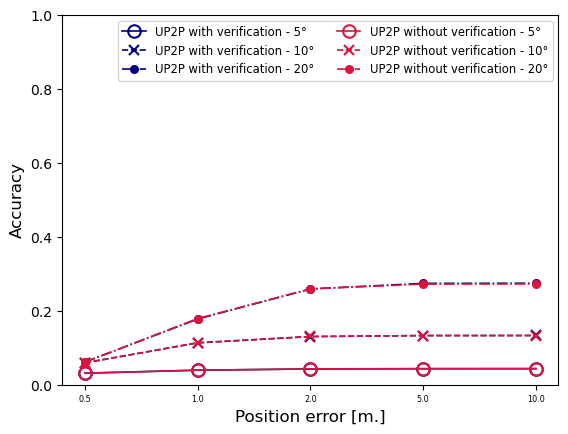 UP2P with verification - 5°
UP2P with verification - 10°
UP2P with verification - 20°
UP2P without verification - 5°
UP2P without verification - 10°
UP2P without verification - 20°
1.0
0.8
0.6
0.4
0.2
0.0
Accuracy
0.5 1.0 2.0 5.0 10.0
Position error [m.]